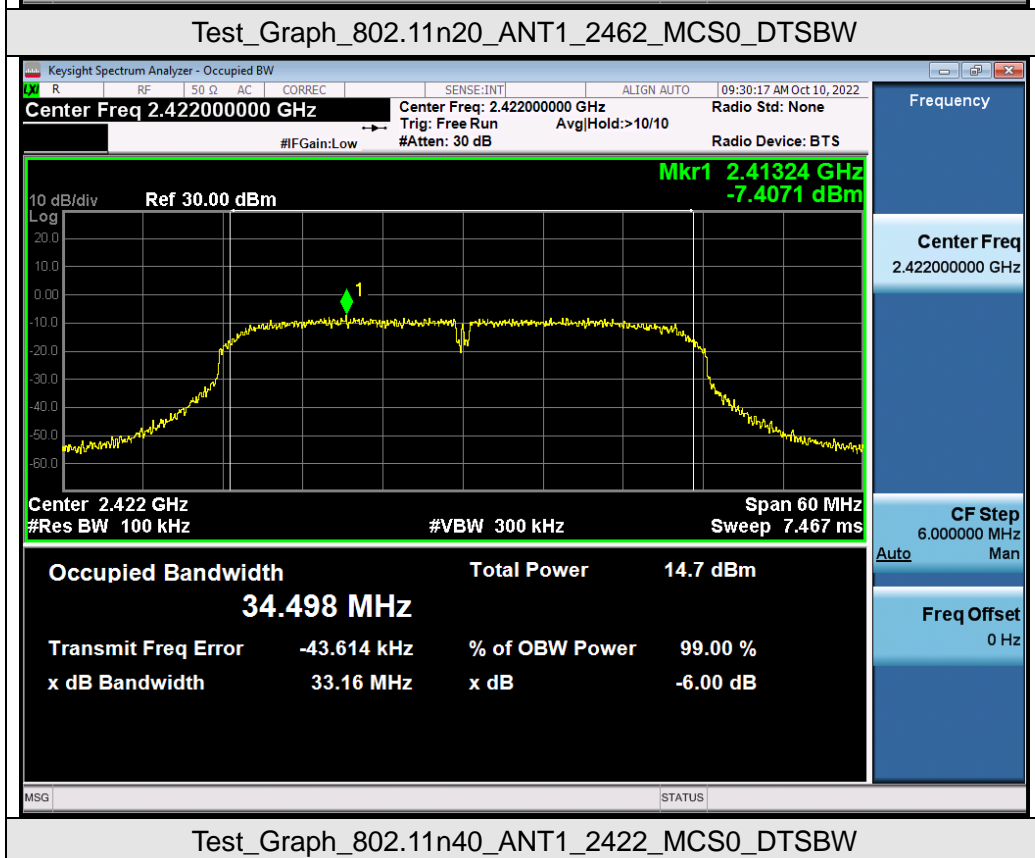 Test_Graph_802.11n20_ANT1_2462_MCS0_DTSBW
Keysight Spectrum Analyzer - Occupied BW
LXI R RF 50 Ω AC CORREC SENSE:INT ALIGN AUTO 09:30:17 AM Oct 10, 2022
Center Freq 2.422000000 GHz
Center Freq: 2.422000000 GHz
Radio Std: None
Trig: Free Run Avg|Hold:>10/10
#IFGain:Low #Atten: 30 dB Radio Device: BTS
Frequency
Mkr1 2.41324 GHz
-7.4071 dBm
10 dB/div Ref 30.00 dBm
Log
20.0
10.0
0.00
-10.0
-20.0
-30.0
-40.0
-50.0
-60.0
1
Center 2.422 GHz Span 60 MHz
#Res BW 100 kHz #VBW 300 kHz Sweep 7.467 ms
Occupied Bandwidth Total Power 14.7 dBm
34.498 MHz
Transmit Freq Error -43.614 kHz % of OBW Power 99.00 %
x dB Bandwidth 33.16 MHz x dB -6.00 dB
Center Freq
2.422000000 GHz
CF Step
6.000000 MHz
Auto Man
Freq Offset
0 Hz
MSG STATUS
Test_Graph_802.11n40_ANT1_2422_MCS0_DTSBW